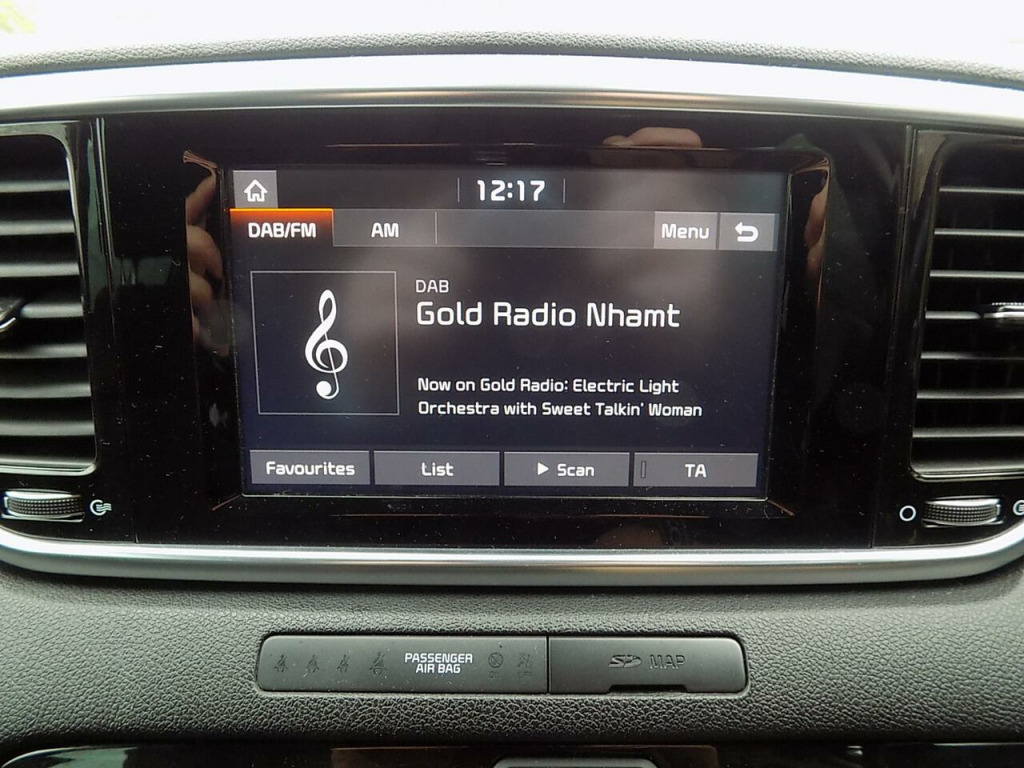 12:17
DAB/FM AM Menu
DAB
Gold Radio Nhamt
Now on Gold Radio: Electric Light
Orchestra with Sweet Talkin' Woman
Favourites List Scan TA
PASSENGER
AIR BAG
SD MAP